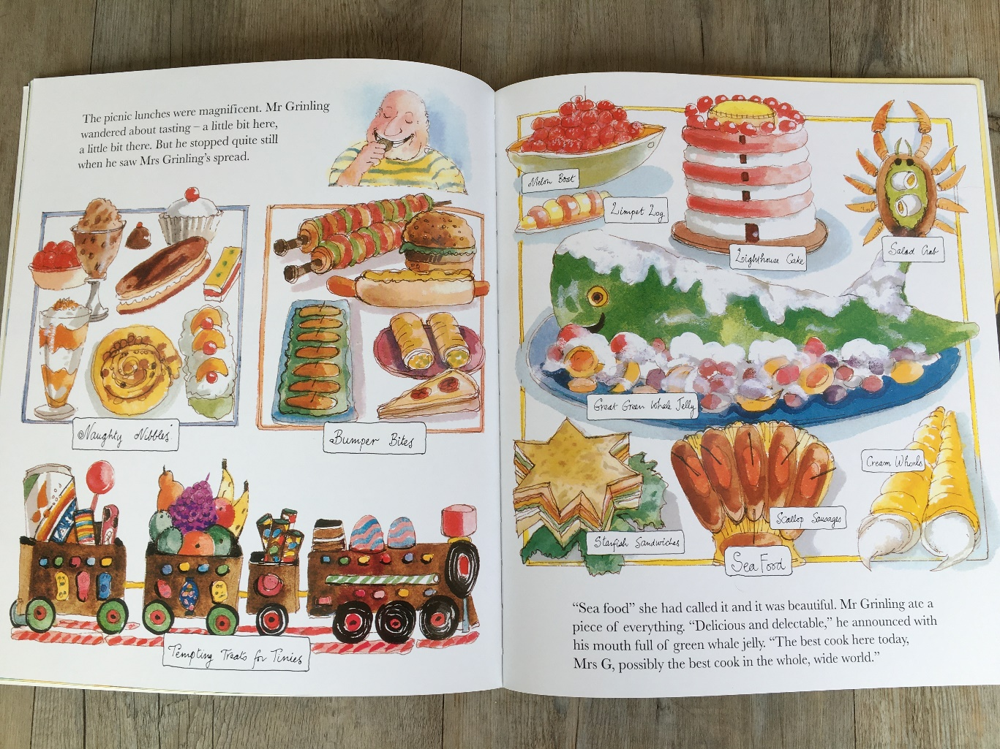 The picnic lunches were magnificent. Mr Grinling
wandered about tasting – a little bit here,
a little bit there. But he stopped quite still
when he saw Mrs Grinling's spread.
Naughty Nibbles
Bumper Bites
Tempting Treats for Tinies
Melon Boat
Limpet Log
Lighthouse Cake
Salad Crab
Great Green Whale Jelly
Starfish Sandwiches
Scallop Sausages
Cream Whorls
Sea Food
“Sea food” she had called it and it was beautiful. Mr Grinling ate a
piece of everything. “Delicious and delectable,” he announced with
his mouth full of green whale jelly. “The best cook here today,
Mrs G, possibly the best cook in the whole, wide world.”